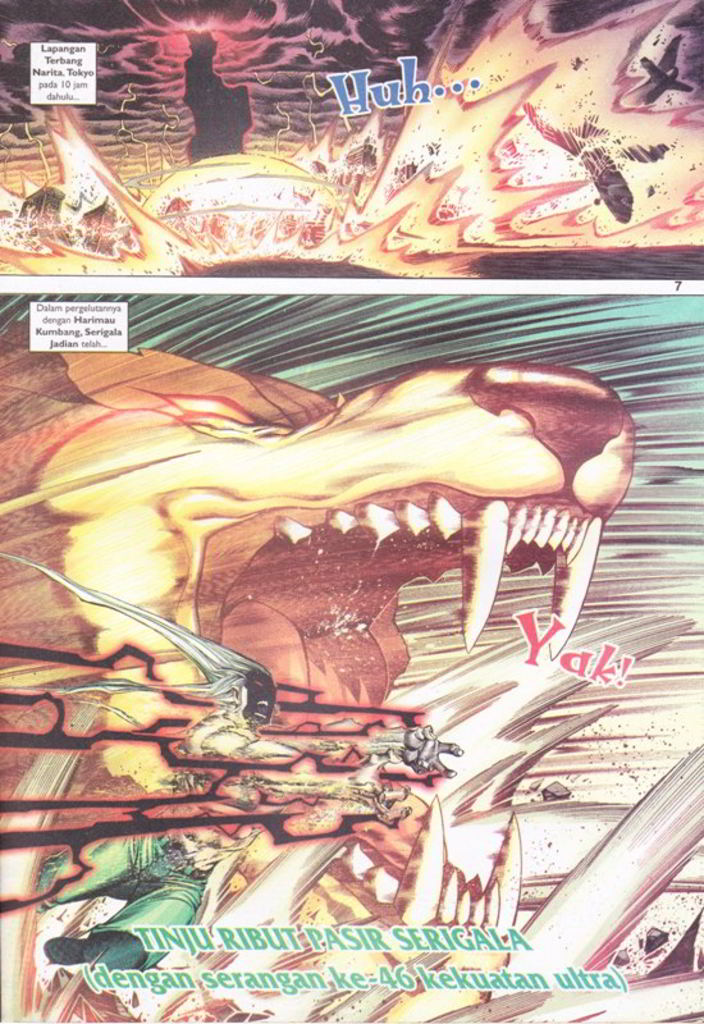 Lapangan
Terbang
Narita, Tokyo
pada 10 jam
dahulu...
Huh...
7
Dalam pergelutannya
dengan Harimau
Kumbang, Serigala
Jadian telah...
Yak!
TINJU RIBUT PASIR SERIGALA
(dengan serangan ke-46 kekuatan ultra)